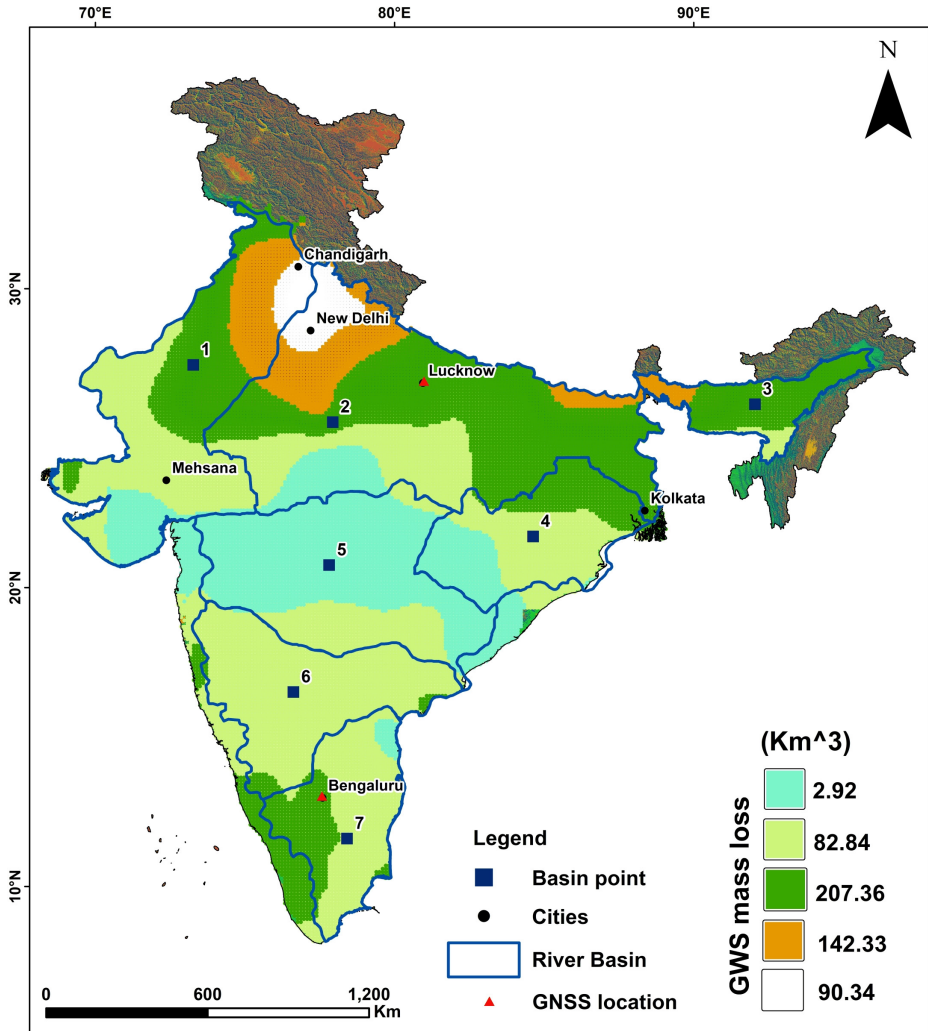 70°E 80°E 90°E
N
30°N
20°N
10°N
Chandigarh
New Delhi
1
Lucknow
2
3
Mehsana
Kolkata
4
5
6
Bengaluru
7
(Km^3)
GWS mass loss
2.92
82.84
207.36
142.33
90.34
Legend
Basin point
Cities
River Basin
GNSS location
0 600 1,200
Km